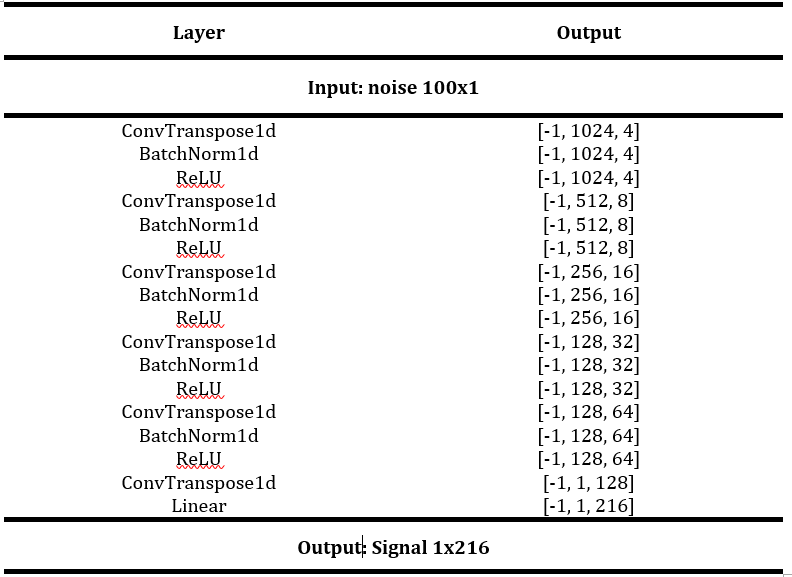 Layer Output
Input: noise 100x1
ConvTranspose1d [-1, 1024, 4]
BatchNorm1d [-1, 1024, 4]
ReLU [-1, 1024, 4]
ConvTranspose1d [-1, 512, 8]
BatchNorm1d [-1, 512, 8]
ReLU [-1, 512, 8]
ConvTranspose1d [-1, 256, 16]
BatchNorm1d [-1, 256, 16]
ReLU [-1, 256, 16]
ConvTranspose1d [-1, 128, 32]
BatchNorm1d [-1, 128, 32]
ReLU [-1, 128, 32]
ConvTranspose1d [-1, 128, 64]
BatchNorm1d [-1, 128, 64]
ReLU [-1, 128, 64]
ConvTranspose1d [-1, 1, 128]
Linear [-1, 1, 216]
Output: Signal 1x216